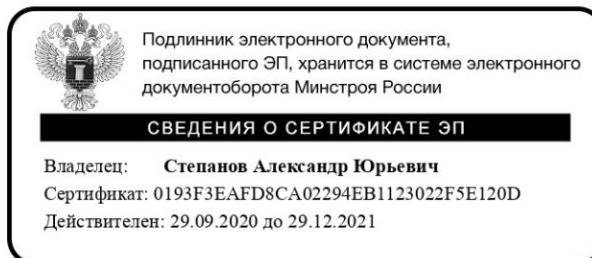 Подлинник электронного документа,
подписанного ЭП, хранится в системе электронного
документоборота Минстроя России
СВЕДЕНИЯ О СЕРТИФИКАТЕ ЭП
Владелец: Степанов Александр Юрьевич
Сертификат: 0193F3EAFD8CA02294EB1123022F5E120D
Действителен: 29.09.2020 до 29.12.2021